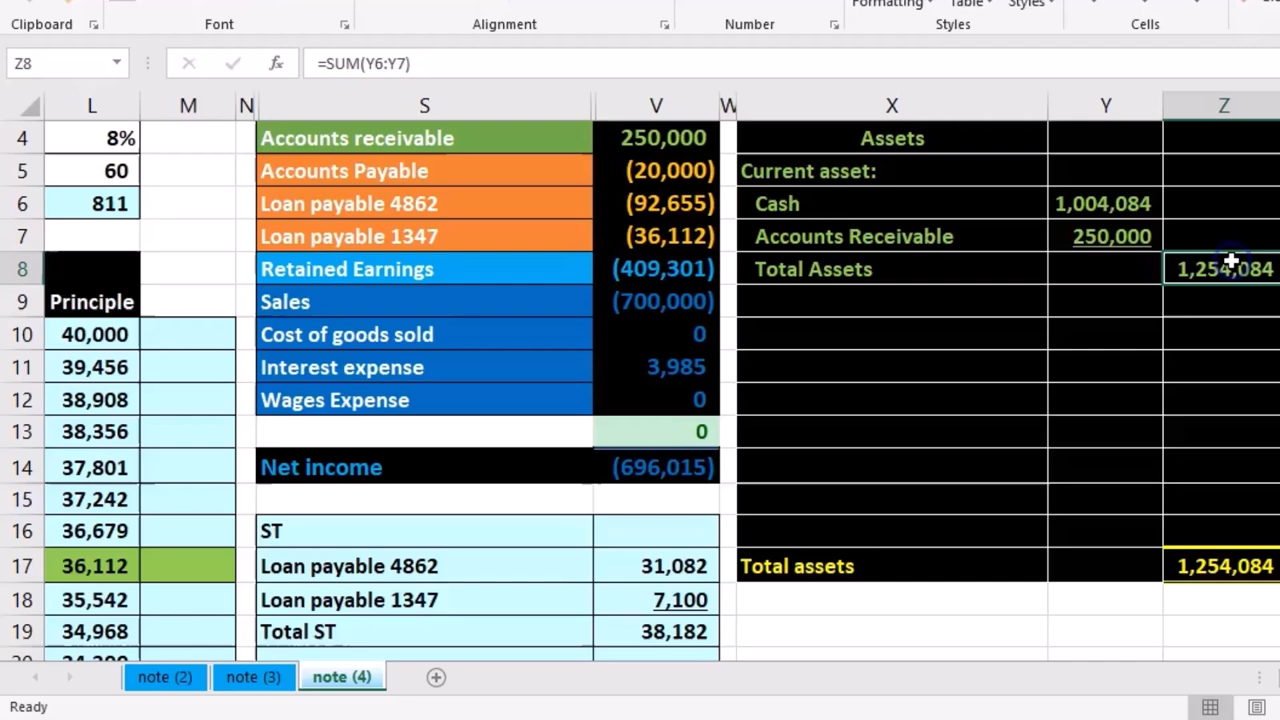 Formatting Table Styles
Clipboard Font Alignment Number Styles Cells
Z8 fx =SUM(Y6:Y7)
L M N S V W X Y Z
4 8% Accounts receivable 250,000 Assets
5 60 Accounts Payable (20,000) Current asset:
6 811 Loan payable 4862 (92,655) Cash 1,004,084
7 Loan payable 1347 (36,112) Accounts Receivable 250,000
8 Retained Earnings (409,301) Total Assets 1,254,084
9 Principle Sales (700,000)
10 40,000 Cost of goods sold 0
11 39,456 Interest expense 3,985
12 38,908 Wages Expense 0
13 38,356 0
14 37,801 Net income (696,015)
15 37,242
16 36,679 ST
17 36,112 Loan payable 4862 31,082 Total assets 1,254,084
18 35,542 Loan payable 1347 7,100
19 34,968 Total ST 38,182
note (2) note (3) note (4)
Ready